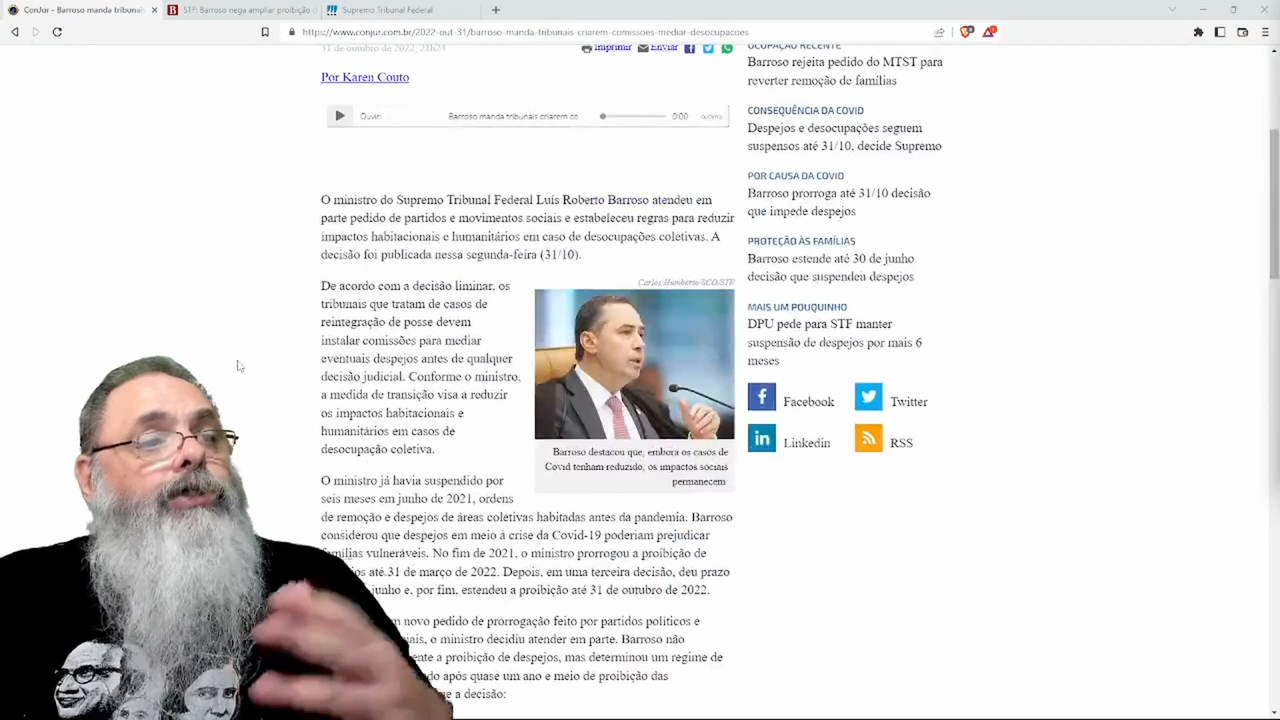 ConJur - Barroso manda tribunais
STF: Barroso nega ampliar proibição
Supremo Tribunal Federal
https://www.conjur.com.br/2022-out-31/barroso-manda-tribunais-criarem-comissoes-mediar-desocupacoes
31 de outubro de 2022, 21h24
Imprimir
Enviar
Por Karen Couto
Ouvir:
Barroso manda tribunais criarem co
0:00
O ministro do Supremo Tribunal Federal Luís Roberto Barroso atendeu em
parte pedido de partidos e movimentos sociais e estabeleceu regras para reduzir
impactos habitacionais e humanitários em caso de desocupações coletivas. A
decisão foi publicada nessa segunda-feira (31/10).
Carlos Humberto/SCO/STF
De acordo com a decisão liminar, os
tribunais que tratam de casos de
reintegração de posse devem
instalar comissões para mediar
eventuais despejos antes de qualquer
decisão judicial. Conforme o ministro,
a medida de transição visa a reduzir
os impactos habitacionais e
humanitários em casos de
desocupação coletiva.
Barroso destacou que, embora os casos de
Covid tenham reduzido, os impactos sociais
permanecem
O ministro já havia suspendido por
seis meses em junho de 2021, ordens
de remoção e despejos de áreas coletivas habitadas antes da pandemia. Barroso
considerou que despejos em meio à crise da Covid-19 poderiam prejudicar
famílias vulneráveis. No fim de 2021, o ministro prorrogou a proibição de
até 31 de março de 2022. Depois, em uma terceira decisão, deu prazo
junho e, por fim, estendeu a proibição até 31 de outubro de 2022.
novo pedido de prorrogação feito por partidos políticos e
o ministro decidiu atender em parte. Barroso não
a proibição de despejos, mas determinou um regime de
após quase um ano e meio de proibição das
a decisão:
OCUPAÇÃO RECENTE
Barroso rejeita pedido do MTST para
reverter remoção de famílias
CONSEQUÊNCIA DA COVID
Despejos e desocupações seguem
suspensos até 31/10, decide Supremo
POR CAUSA DA COVID
Barroso prorroga até 31/10 decisão
que impede despejos
PROTEÇÃO ÀS FAMÍLIAS
Barroso estende até 30 de junho
decisão que suspendeu despejos
MAIS UM POUQUINHO
DPU pede para STF manter
suspensão de despejos por mais 6
meses
Facebook
Twitter
Linkedin
RSS